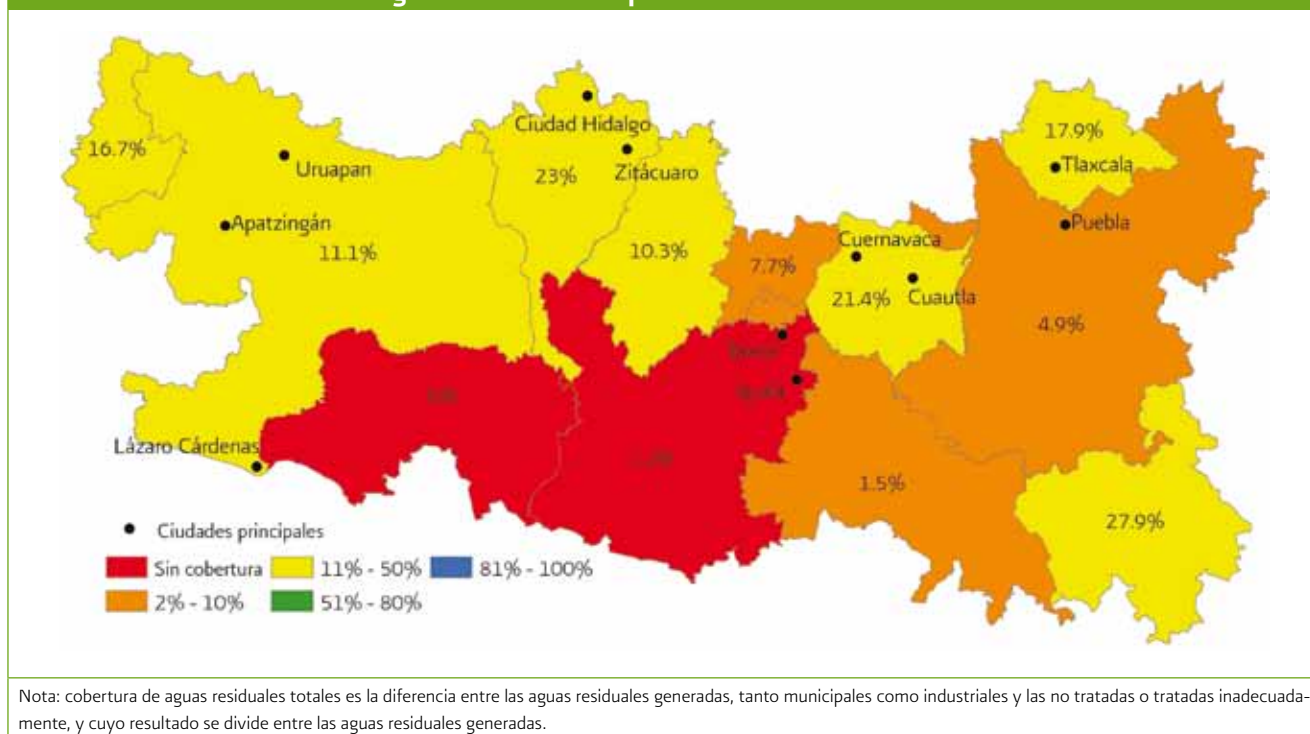 16.7%
Uruapan
Apatzingán
11.1%
Ciudad Hidalgo
23%
Zitácuaro
10.3%
7.7%
Cuernavaca
21.4%
Cuautla
17.9%
Tlaxcala
Puebla
4.9%
Lázaro Cárdenas
1.5%
27.9%
Ciudades principales
Sin cobertura
11% - 50%
81% - 100%
2% - 10%
51% - 80%
Nota: cobertura de aguas residuales totales es la diferencia entre las aguas residuales generadas, tanto municipales como industriales y las no tratadas o tratadas inadecuada-
mente, y cuyo resultado se divide entre las aguas residuales generadas.